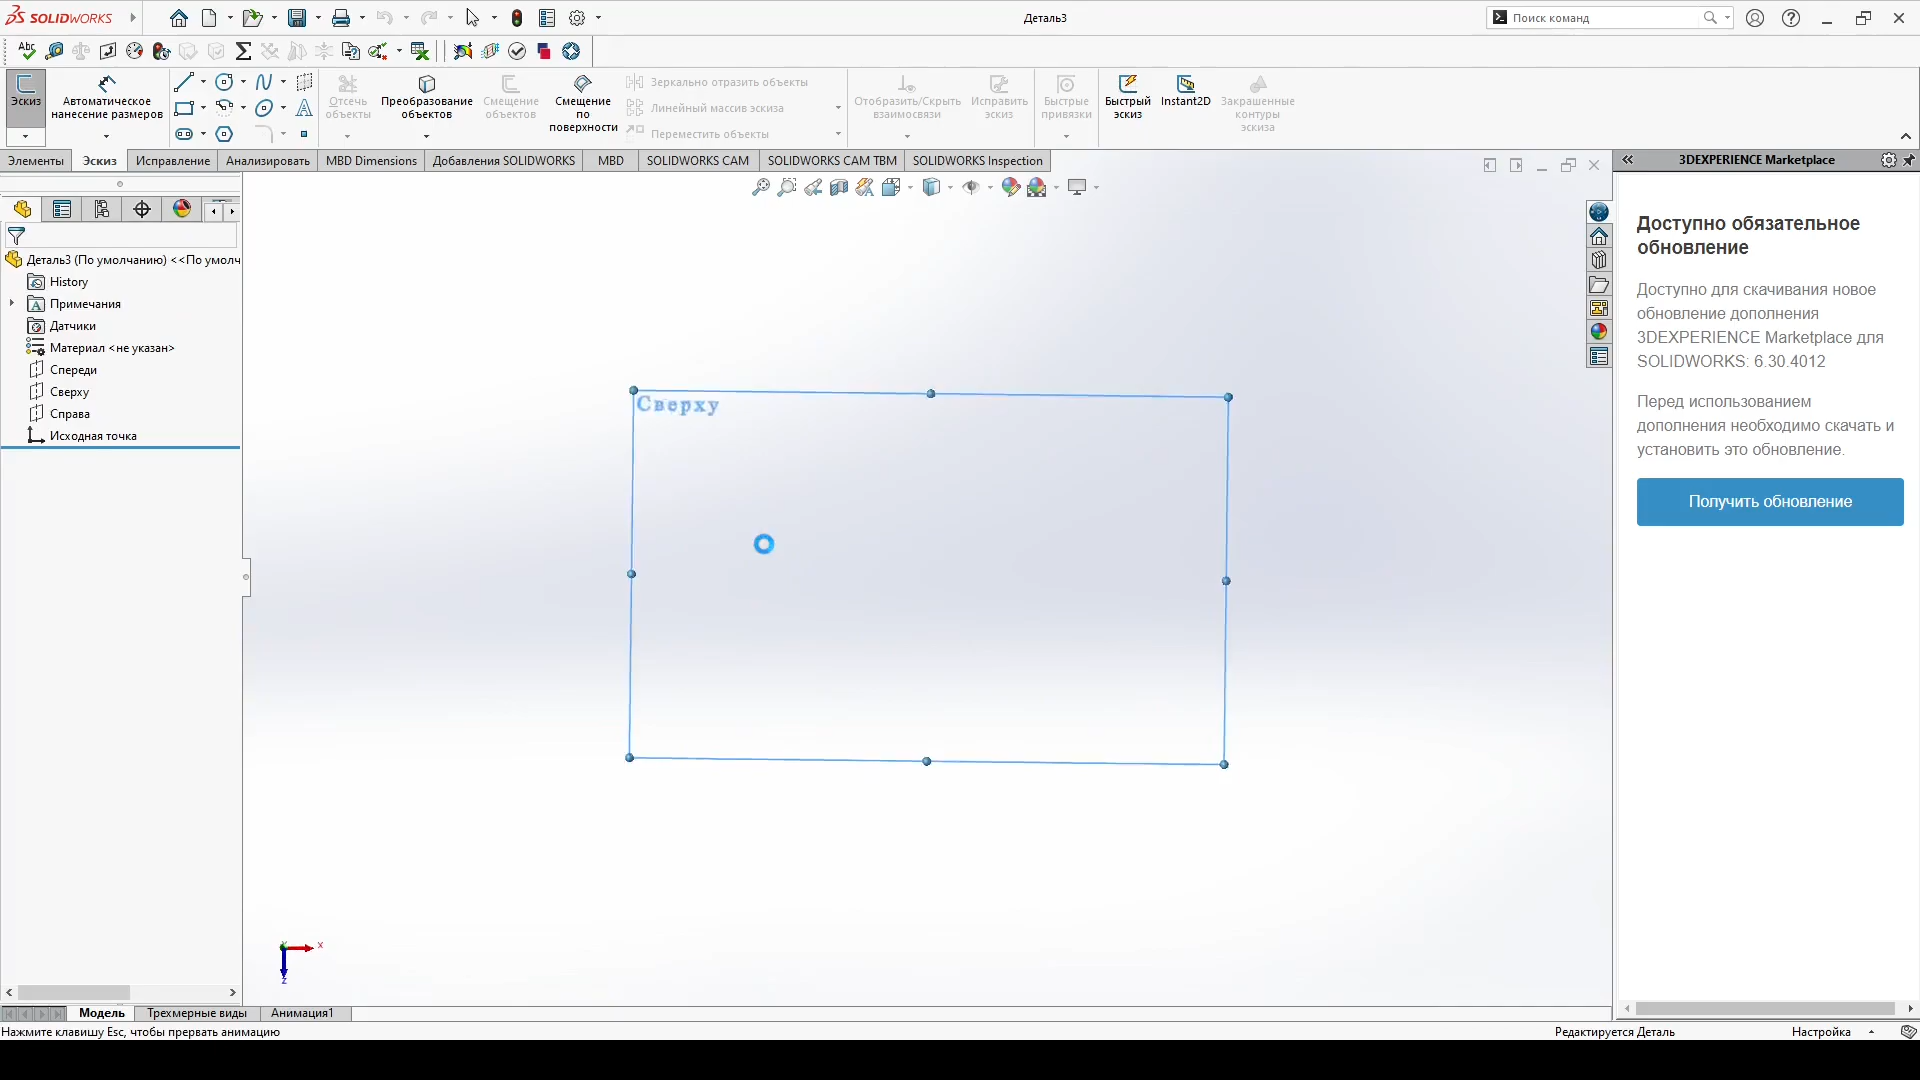 SOLIDWORKS
Деталь3
Поиск команд
Abc
Эскиз
Автоматическое нанесение размеров
Отсечь объекты
Преобразование объектов
Смещение объектов
Смещение по поверхности
Зеркально отразить объекты
Линейный массив эскиза
Переместить объекты
Отобразить/Скрыть взаимосвязи
Исправить эскиз
Быстрые привязки
Быстрый эскиз
Instant2D
Закрашенные контуры эскиза
Элементы
Эскиз
Исправление
Анализировать
MBD Dimensions
Добавления SOLIDWORKS
MBD
SOLIDWORKS CAM
SOLIDWORKS CAM TBM
SOLIDWORKS Inspection
3DEXPERIENCE Marketplace
Деталь3 (По умолчанию) <<По умолч
History
Примечания
Датчики
Материал <не указан>
Спереди
Сверху
Справа
Исходная точка
Сверху
Доступно обязательное
обновление
Доступно для скачивания новое
обновление дополнения
3DEXPERIENCE Marketplace для
SOLIDWORKS: 6.30.4012
Перед использованием
дополнения необходимо скачать и
установить это обновление.
Получить обновление
x
z
Модель
Трехмерные виды
Анимация1
Нажмите клавишу Esc, чтобы прервать анимацию
Редактируется Деталь
Настройка